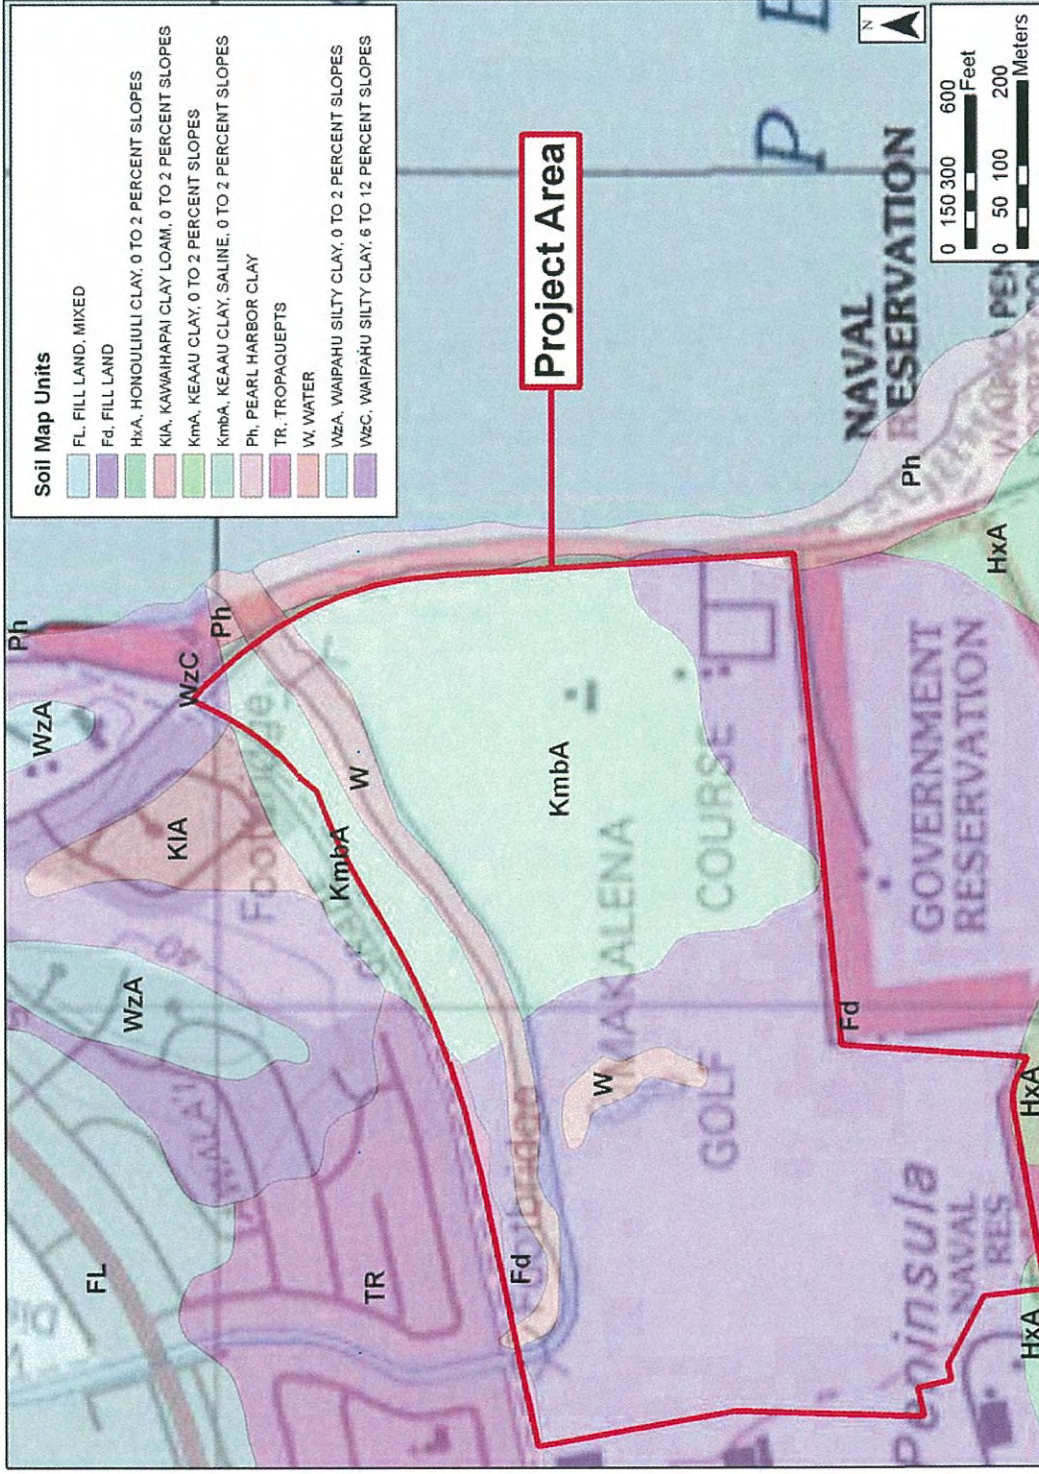 Soil Map Units
FL, FILL LAND, MIXED
Fd, FILL LAND
HxA, HONOULIULI CLAY, 0 TO 2 PERCENT SLOPES
KIA, KAWAIHAPAI CLAY LOAM, 0 TO 2 PERCENT SLOPES
KmA, KEAAU CLAY, 0 TO 2 PERCENT SLOPES
KmbA, KEAAU CLAY, SALINE, 0 TO 2 PERCENT SLOPES
Ph, PEARL HARBOR CLAY
TR, TROPAQUEPTS
W, WATER
WzA, WAIPAHU SILTY CLAY, 0 TO 2 PERCENT SLOPES
WzC, WAIPAHU SILTY CLAY, 6 TO 12 PERCENT SLOPES
P E
N
0 150 300 600
Feet
0 50 100 200
Meters
Project Area
NAVAL
RESERVATION
Ph
HxA
Ph
WzA
WzC
Ph
KIA
WzA
40
FL
TR
KmbA
W
KmbA
MAKALENA
GOLF COURSE
W
Fd
Fd
GOVERNMENT
RESERVATION
HxA
Peninsula
NAVAL
RES
HxA